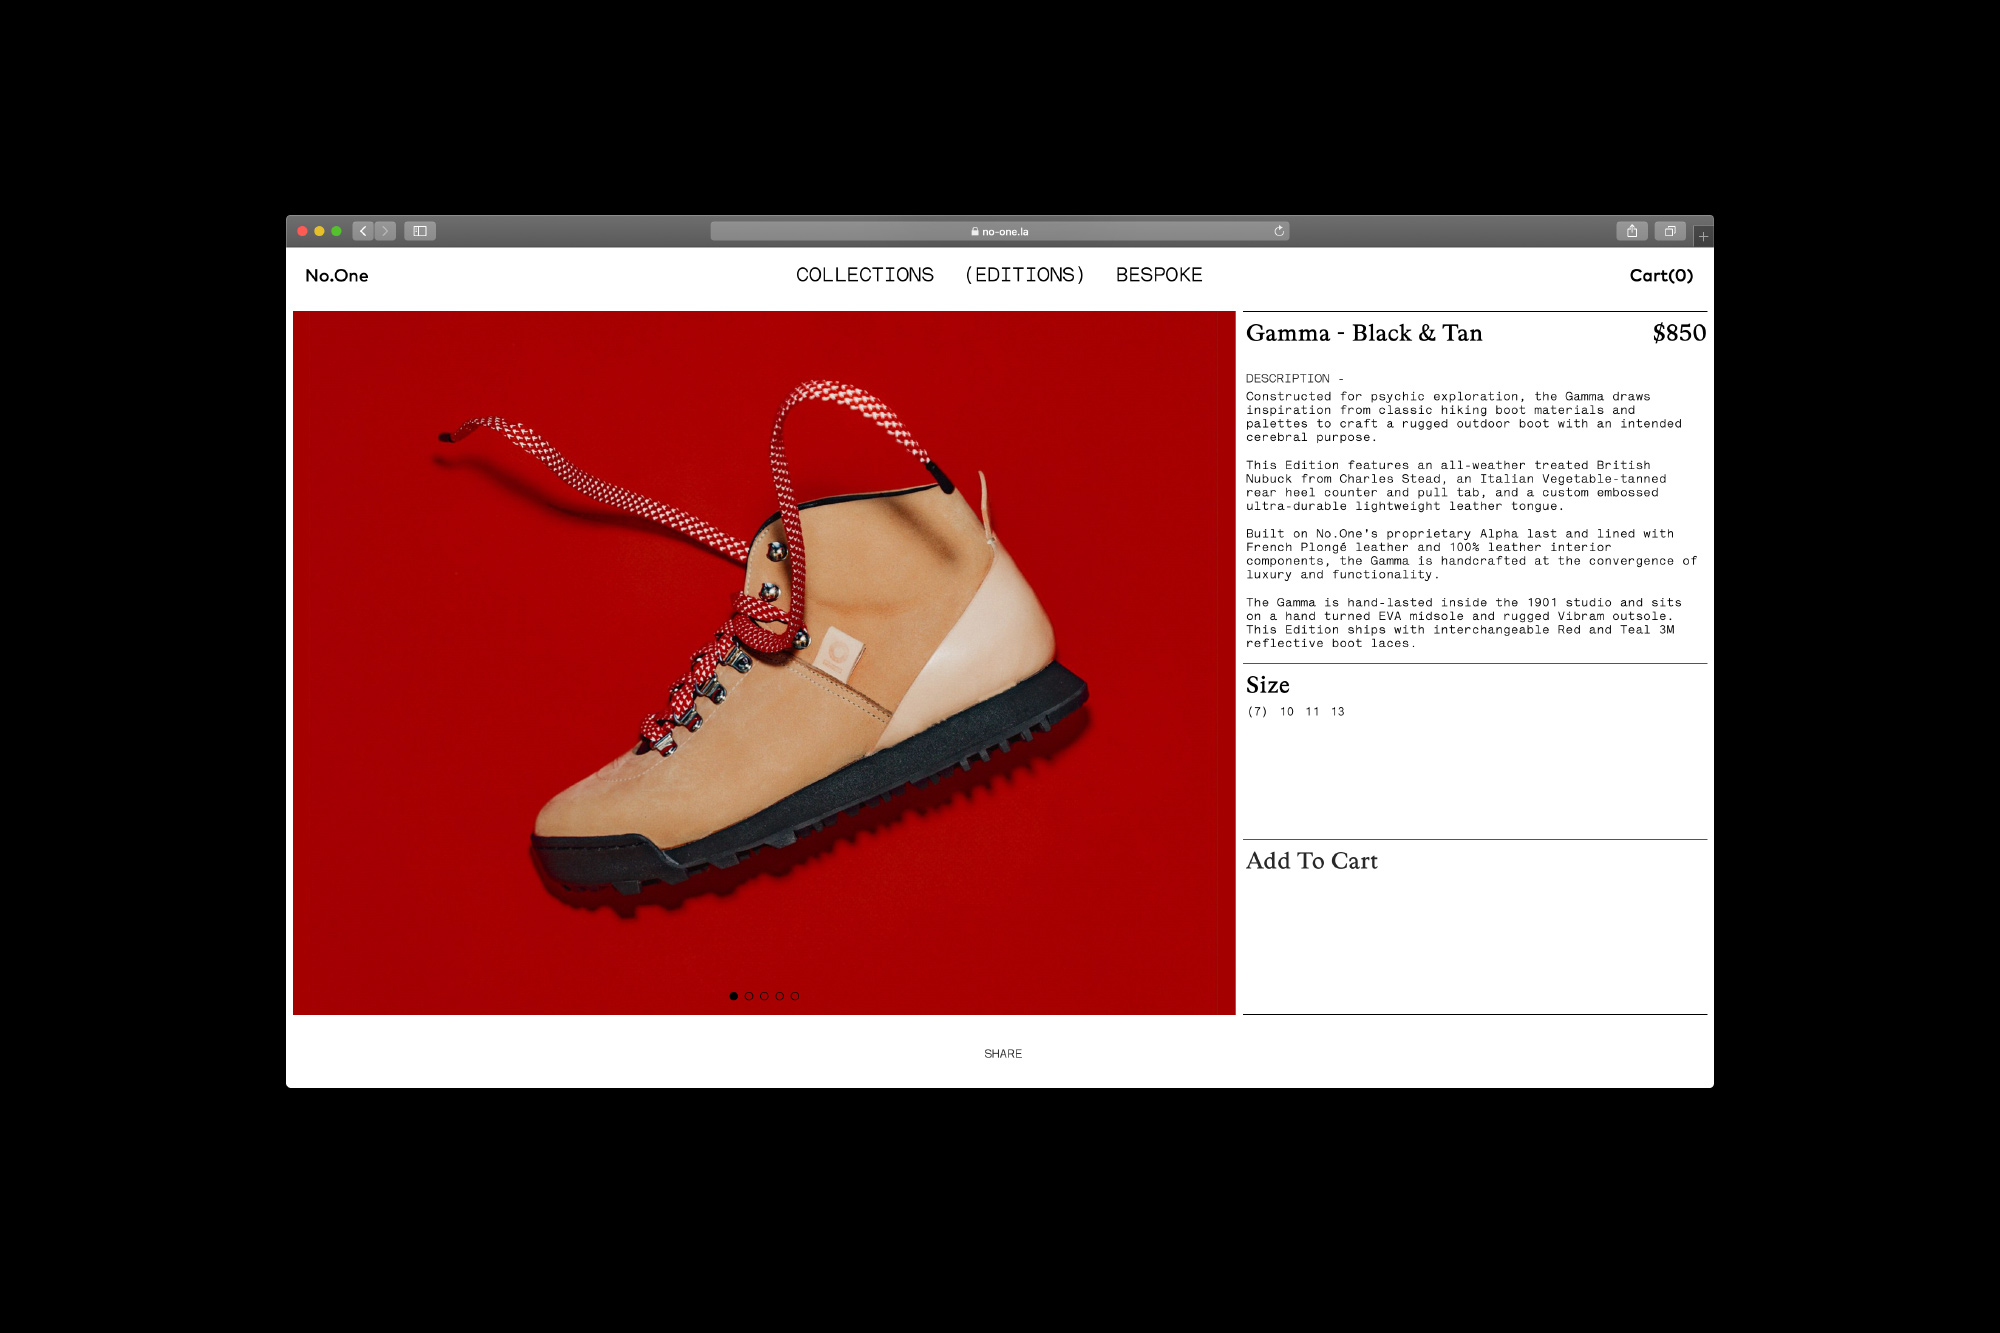 no-one.la
No.One
COLLECTIONS (EDITIONS) BESPOKE
Cart(0)
Gamma - Black & Tan
$850
DESCRIPTION -
Constructed for psychic exploration, the Gamma draws
inspiration from classic hiking boot materials and
palettes to craft a rugged outdoor boot with an intended
cerebral purpose.
This Edition features an all-weather treated British
Nubuck from Charles Stead, an Italian Vegetable-tanned
rear heel counter and pull tab, and a custom embossed
ultra-durable lightweight leather tongue.
Built on No.One's proprietary Alpha last and lined with
French Plongé leather and 100% leather interior
components, the Gamma is handcrafted at the convergence of
luxury and functionality.
The Gamma is hand-lasted inside the 1901 studio and sits
on a hand turned EVA midsole and rugged Vibram outsole.
This Edition ships with interchangeable Red and Teal 3M
reflective boot laces.
Size
(7) 10 11 13
Add To Cart
SHARE